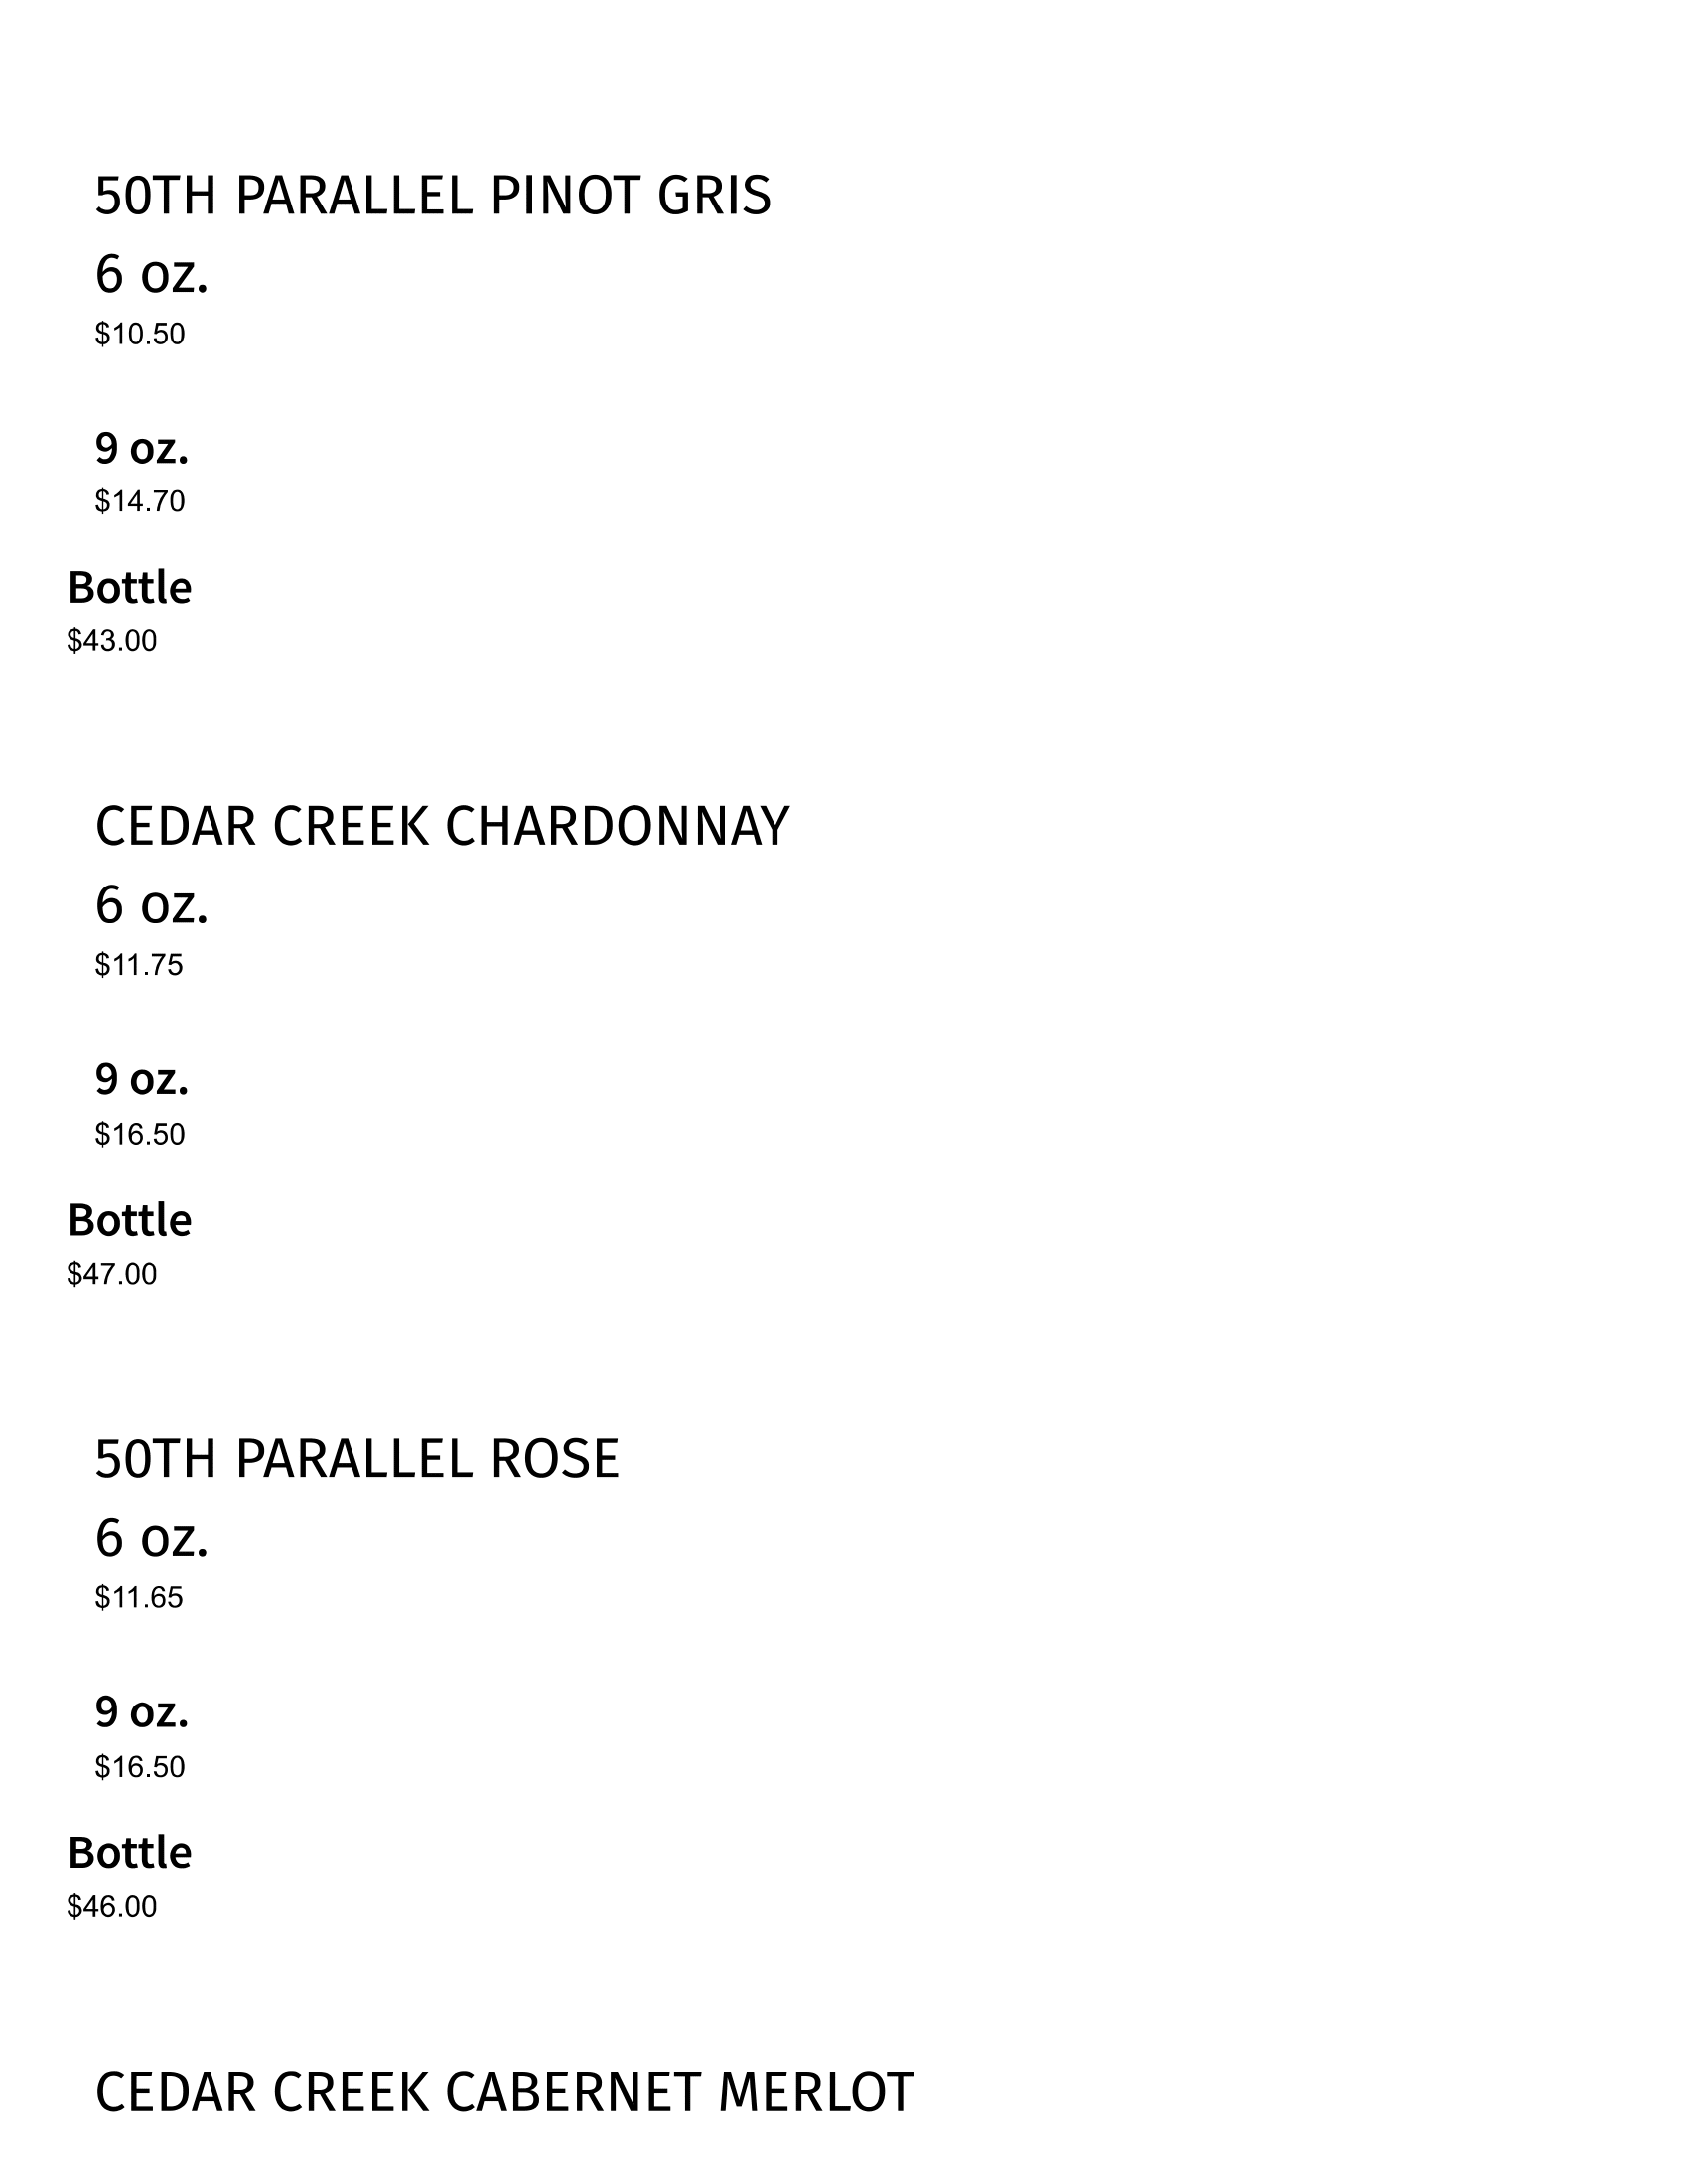 50TH PARALLEL PINOT GRIS
6 oz.
$10.50
9 oz.
$14.70
Bottle
$43.00
CEDAR CREEK CHARDONNAY
6 oz.
$11.75
9 oz.
$16.50
Bottle
$47.00
50TH PARALLEL ROSE
6 oz.
$11.65
9 oz.
$16.50
Bottle
$46.00
CEDAR CREEK CABERNET MERLOT